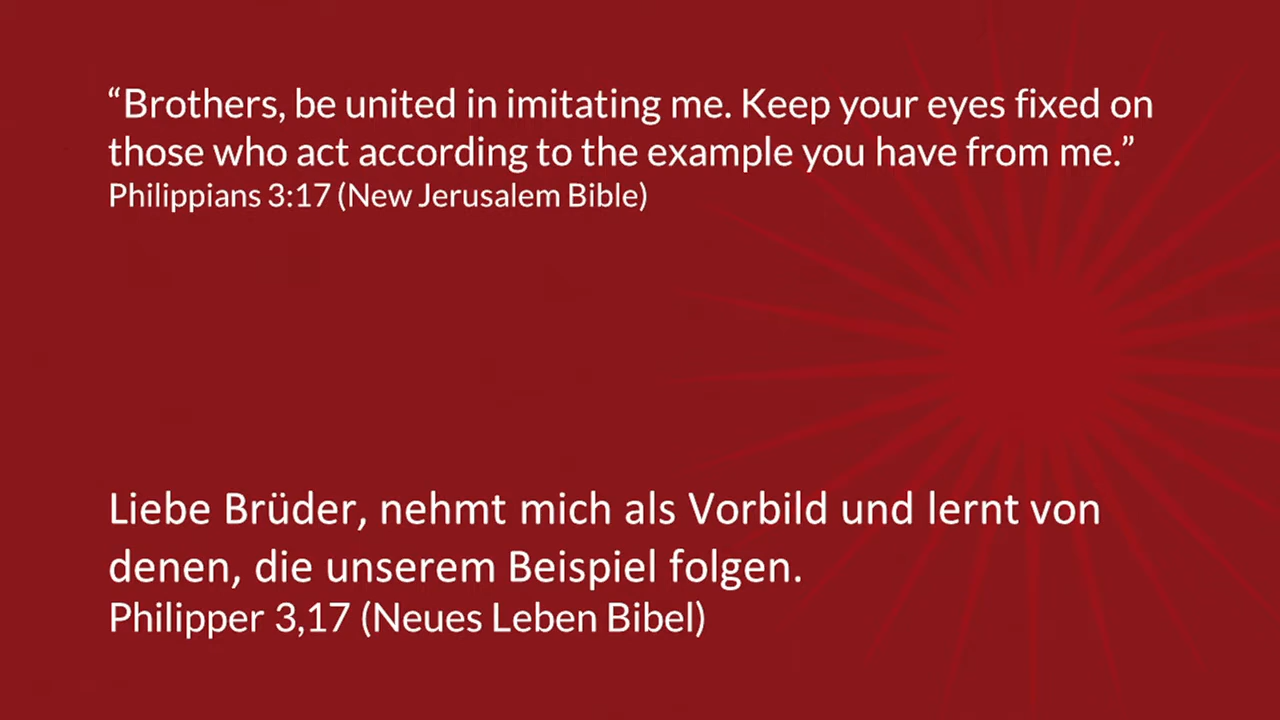 “Brothers, be united in imitating me. Keep your eyes fixed on
those who act according to the example you have from me.”
Philippians 3:17 (New Jerusalem Bible)
Liebe Brüder, nehmt mich als Vorbild und lernt von
denen, die unserem Beispiel folgen.
Philipper 3,17 (Neues Leben Bibel)